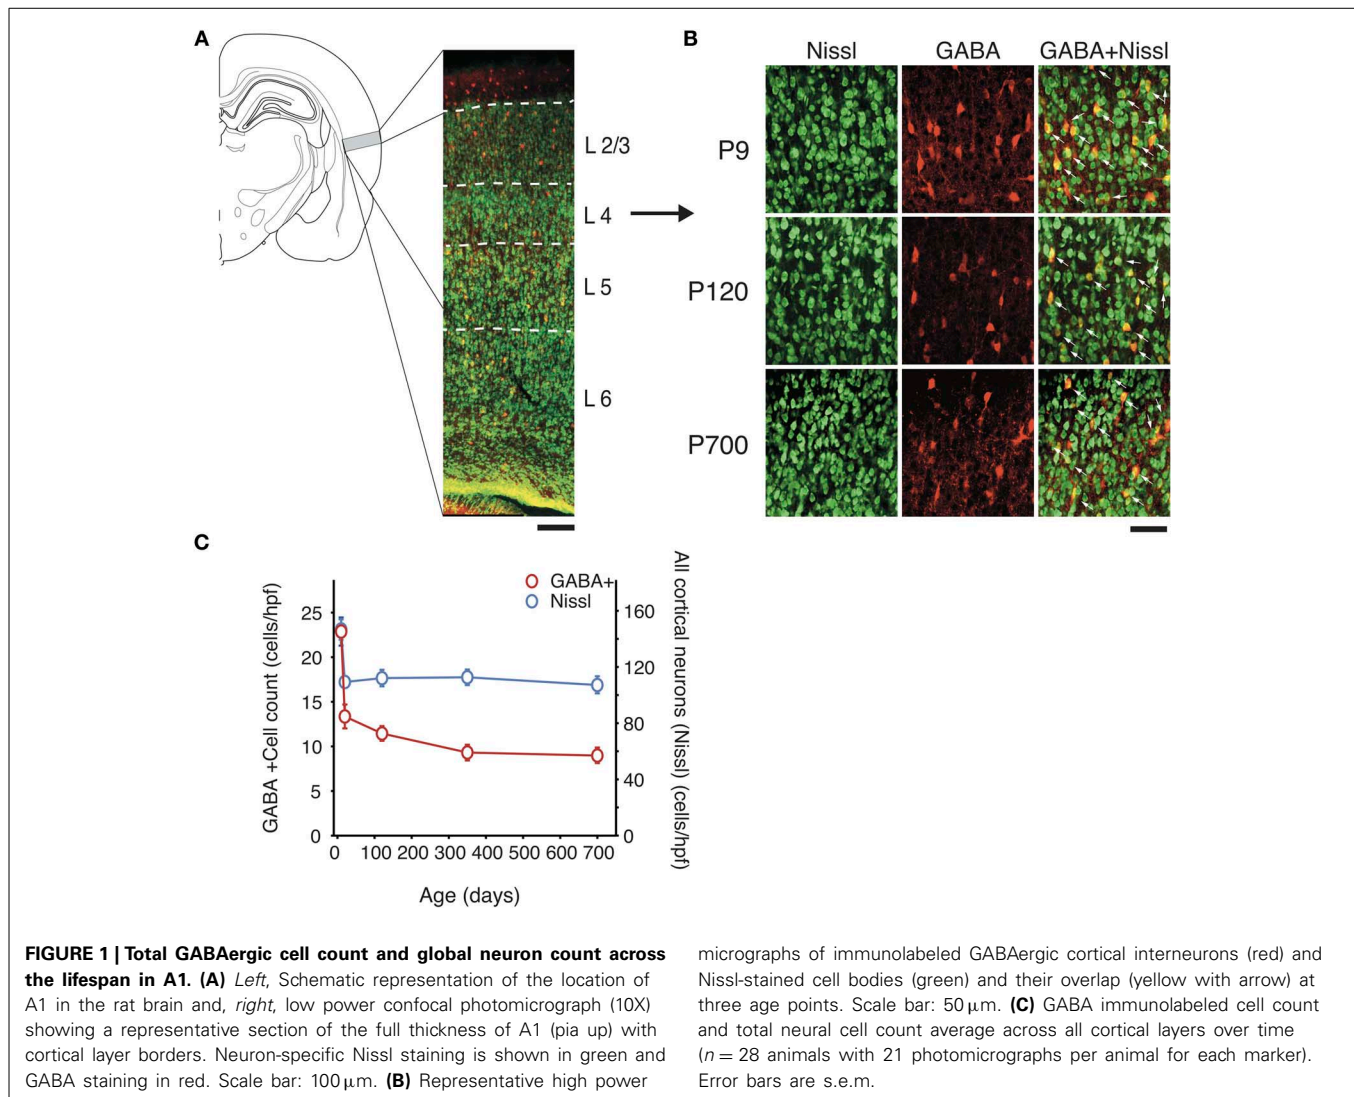 A
B
Nissl
GABA
GABA+Nissl
L 2/3
L 4
L 5
L 6
P9
P120
P700
C
GABA+
Nissl
GABA +Cell count (cells/hpf)
25
20
15
10
5
0
All cortical neurons (Nissl) (cells/hpf)
160
120
80
40
0
0 100 200 300 400 500 600 700
Age (days)
FIGURE 1 | Total GABAergic cell count and global neuron count across
the lifespan in A1. (A) Left, Schematic representation of the location of
A1 in the rat brain and, right, low power confocal photomicrograph (10X)
showing a representative section of the full thickness of A1 (pia up) with
cortical layer borders. Neuron-specific Nissl staining is shown in green and
GABA staining in red. Scale bar: 100 μm. (B) Representative high power
micrographs of immunolabeled GABAergic cortical interneurons (red) and
Nissl-stained cell bodies (green) and their overlap (yellow with arrow) at
three age points. Scale bar: 50 μm. (C) GABA immunolabeled cell count
and total neural cell count average across all cortical layers over time
(n = 28 animals with 21 photomicrographs per animal for each marker).
Error bars are s.e.m.